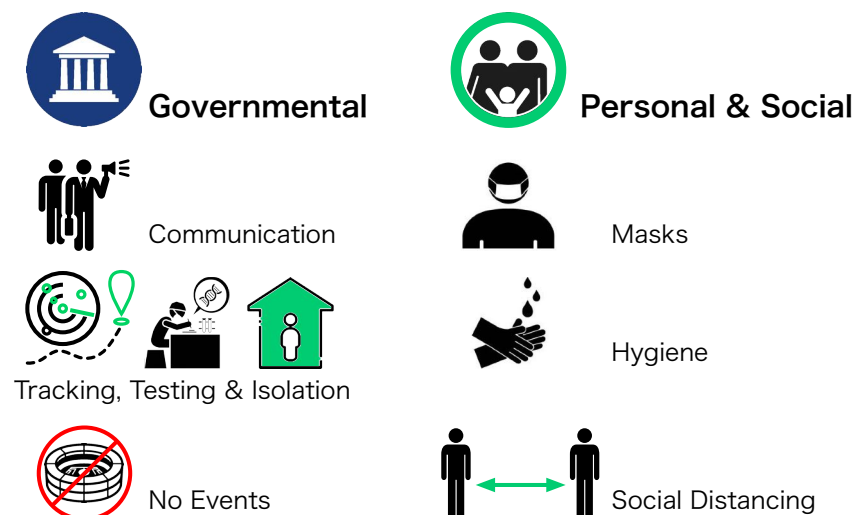 Governmental
Personal & Social
Communication
Masks
Hygiene
Tracking, Testing & Isolation
No Events
Social Distancing